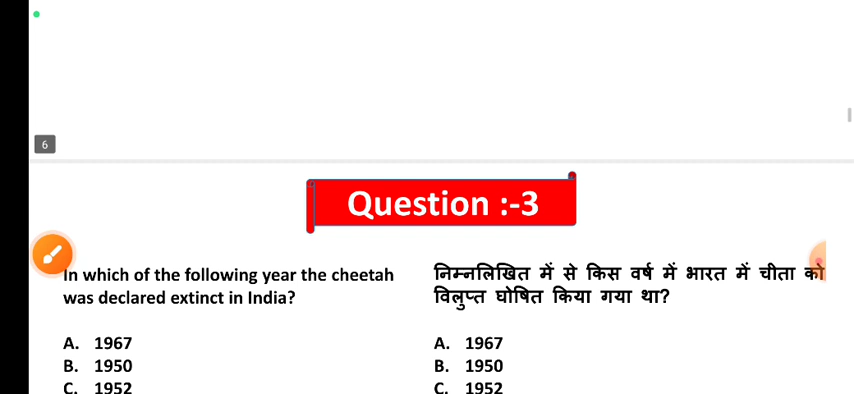 6
Question :-3
In which of the following year the cheetah
was declared extinct in India?
A. 1967
B. 1950
C. 1952
निम्नलिखित में से किस वर्ष में भारत में चीता को
विलुप्त घोषित किया गया था?
A. 1967
B. 1950
C. 1952